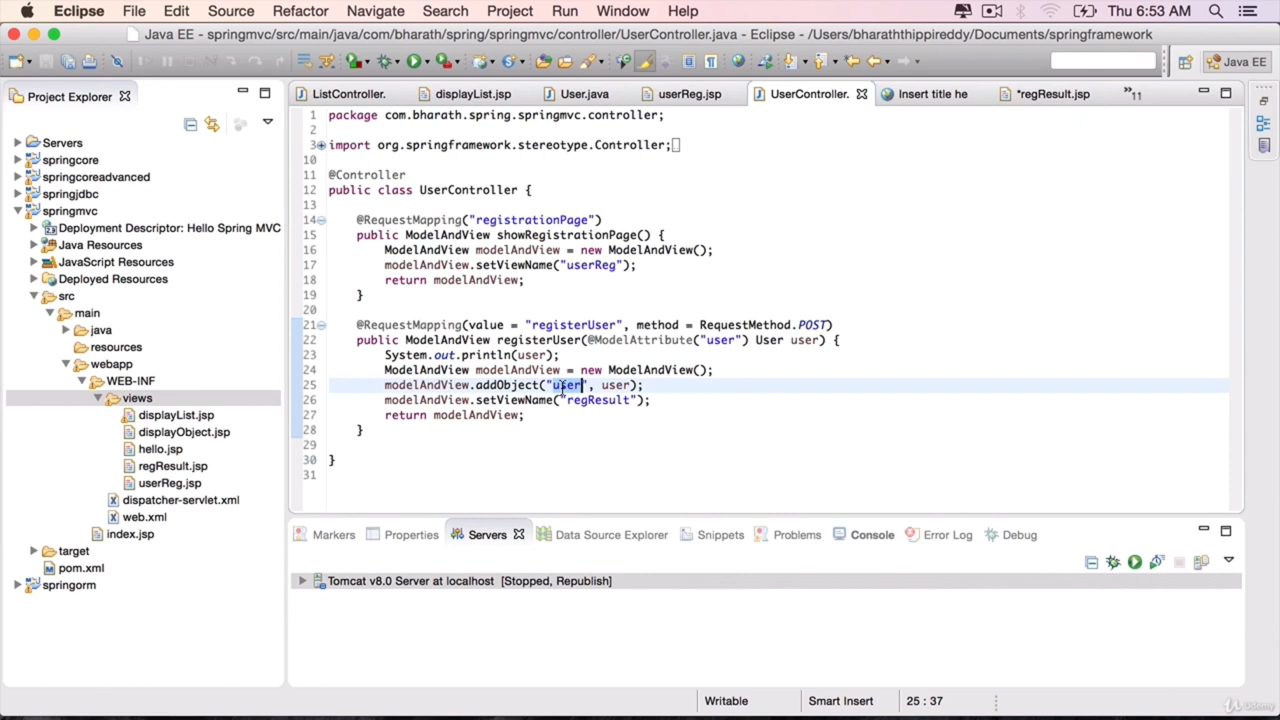 Eclipse File Edit Source Refactor Navigate Search Project Run Window Help Thu 6:53 AM
Java EE - springmvc/src/main/java/com/bharath/spring/springmvc/controller/UserController.java - Eclipse - /Users/bharaththippireddy/Documents/springframework
Java EE
Project Explorer
ListController. displayList.jsp User.java userReg.jsp UserController. Insert title he *regResult.jsp »11
Servers
springcore
springcoreadvanced
springjdbc
springmvc
Deployment Descriptor: Hello Spring MVC
Java Resources
JavaScript Resources
Deployed Resources
src
main
java
resources
webapp
WEB-INF
views
displayList.jsp
displayObject.jsp
hello.jsp
regResult.jsp
userReg.jsp
dispatcher-servlet.xml
web.xml
index.jsp
target
pom.xml
springorm
1 package com.bharath.spring.springmvc.controller;
2
3 import org.springframework.stereotype.Controller;
10
11 @Controller
12 public class UserController {
13
14 @RequestMapping("registrationPage")
15 public ModelAndView showRegistrationPage() {
16 ModelAndView modelAndView = new ModelAndView();
17 modelAndView.setViewName("userReg");
18 return modelAndView;
19 }
20
21 @RequestMapping(value = "registerUser", method = RequestMethod.POST)
22 public ModelAndView registerUser(@ModelAttribute("user") User user) {
23 System.out.println(user);
24 ModelAndView modelAndView = new ModelAndView();
25 modelAndView.addObject("user", user);
26 modelAndView.setViewName("regResult");
27 return modelAndView;
28 }
29
30 }
31
Markers Properties Servers Data Source Explorer Snippets Problems Console Error Log Debug
Tomcat v8.0 Server at localhost [Stopped, Republish]
Writable Smart Insert 25 : 37
Udemy